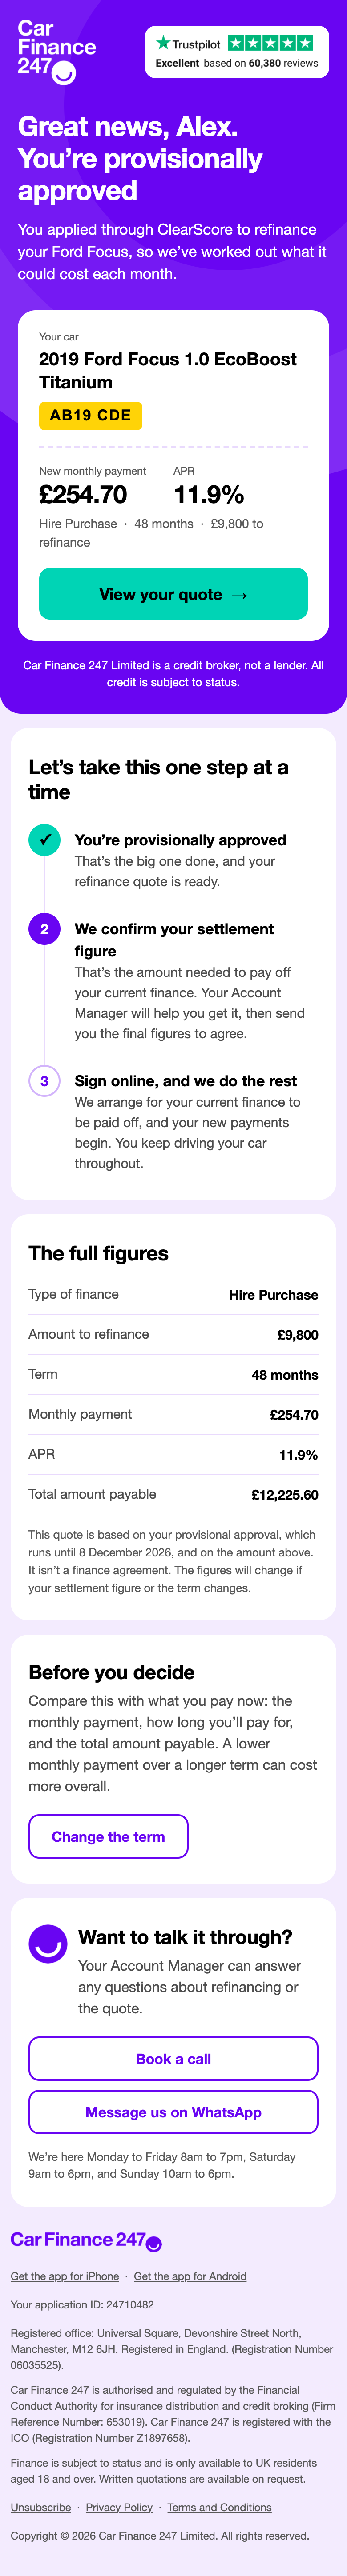 Car
Finance
247
Trustpilot
Excellent based on 60,380 reviews
Great news, Alex.
You're provisionally
approved
You applied through ClearScore to refinance
your Ford Focus, so we've worked out what it
could cost each month.
Your car
2019 Ford Focus 1.0 EcoBoost
Titanium
AB19 CDE
New monthly payment APR
£254.70 11.9%
Hire Purchase · 48 months · £9,800 to
refinance
View your quote →
Car Finance 247 Limited is a credit broker, not a lender. All
credit is subject to status.
Let's take this one step at a
time
✓ You're provisionally approved
That's the big one done, and your
refinance quote is ready.
2 We confirm your settlement
figure
That's the amount needed to pay off
your current finance. Your Account
Manager will help you get it, then send
you the final figures to agree.
3 Sign online, and we do the rest
We arrange for your current finance to
be paid off, and your new payments
begin. You keep driving your car
throughout.
The full figures
Type of finance Hire Purchase
Amount to refinance £9,800
Term 48 months
Monthly payment £254.70
APR 11.9%
Total amount payable £12,225.60
This quote is based on your provisional approval, which
runs until 8 December 2026, and on the amount above.
It isn't a finance agreement. The figures will change if
your settlement figure or the term changes.
Before you decide
Compare this with what you pay now: the
monthly payment, how long you'll pay for,
and the total amount payable. A lower
monthly payment over a longer term can cost
more overall.
Change the term
Want to talk it through?
Your Account Manager can answer
any questions about refinancing or
the quote.
Book a call
Message us on WhatsApp
We're here Monday to Friday 8am to 7pm, Saturday
9am to 6pm, and Sunday 10am to 6pm.
Car Finance 247
Get the app for iPhone · Get the app for Android
Your application ID: 24710482
Registered office: Universal Square, Devonshire Street North,
Manchester, M12 6JH. Registered in England. (Registration Number
06035525).
Car Finance 247 is authorised and regulated by the Financial
Conduct Authority for insurance distribution and credit broking (Firm
Reference Number: 653019). Car Finance 247 is registered with the
ICO (Registration Number Z1897658).
Finance is subject to status and is only available to UK residents
aged 18 and over. Written quotations are available on request.
Unsubscribe · Privacy Policy · Terms and Conditions
Copyright © 2026 Car Finance 247 Limited. All rights reserved.